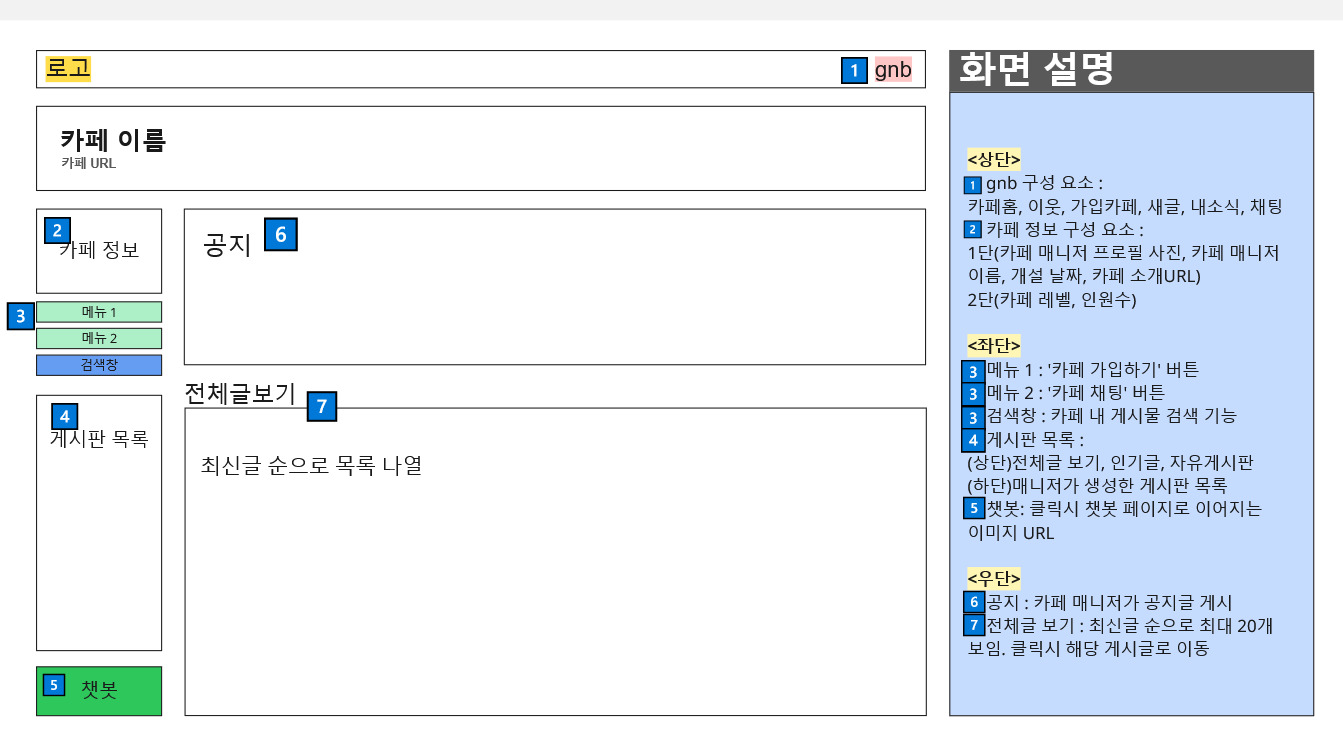 로고
1 gnb
카페 이름
카페 URL
2
카페 정보
3
메뉴 1
메뉴 2
검색창
4
게시판 목록
5 챗봇
공지 6
전체글보기 7
최신글 순으로 목록 나열
화면 설명
<상단>
1 gnb 구성 요소 :
카페홈, 이웃, 가입카페, 새글, 내소식, 채팅
2 카페 정보 구성 요소 :
1단(카페 매니저 프로필 사진, 카페 매니저
이름, 개설 날짜, 카페 소개URL)
2단(카페 레벨, 인원수)
<좌단>
3 메뉴 1 : '카페 가입하기' 버튼
3 메뉴 2 : '카페 채팅' 버튼
3 검색창 : 카페 내 게시물 검색 기능
4 게시판 목록 :
(상단)전체글 보기, 인기글, 자유게시판
(하단)매니저가 생성한 게시판 목록
5 챗봇: 클릭시 챗봇 페이지로 이어지는
이미지 URL
<우단>
6 공지 : 카페 매니저가 공지글 게시
7 전체글 보기 : 최신글 순으로 최대 20개
보임. 클릭시 해당 게시글로 이동